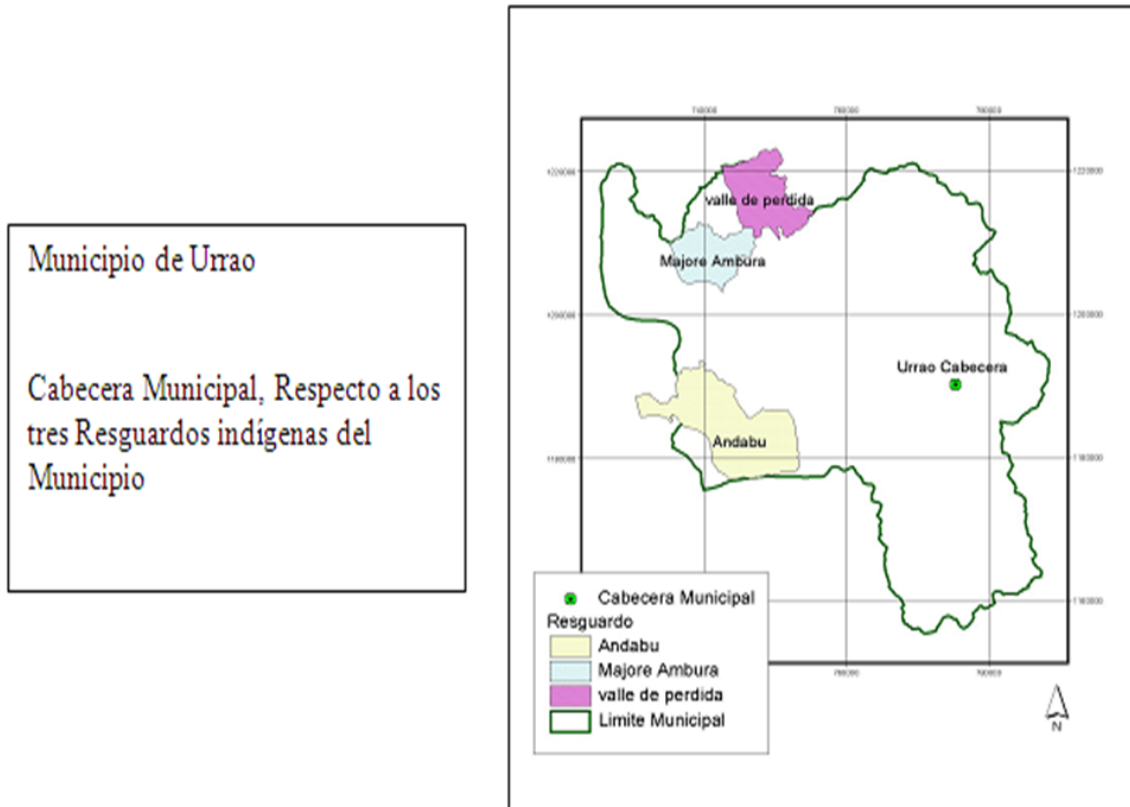 Municipio de Urrao
Cabecera Municipal, Respecto a los
tres Resguardos indígenas del
Municipio
valle de perdida
Majore Ambura
Urrao Cabecera
Andabu
Cabecera Municipal
Resguardo
Andabu
Majore Ambura
valle de perdida
Limite Municipal
N